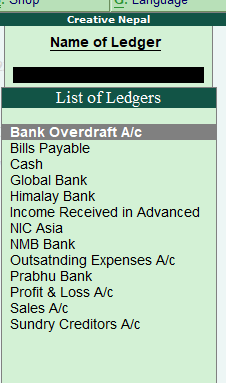 G: Language
Creative Nepal
Name of Ledger
List of Ledgers
Bank Overdraft A/c
Bills Payable
Cash
Global Bank
Himalay Bank
Income Received in Advanced
NIC Asia
NMB Bank
Outsatnding Expenses A/c
Prabhu Bank
Profit & Loss A/c
Sales A/c
Sundry Creditors A/c